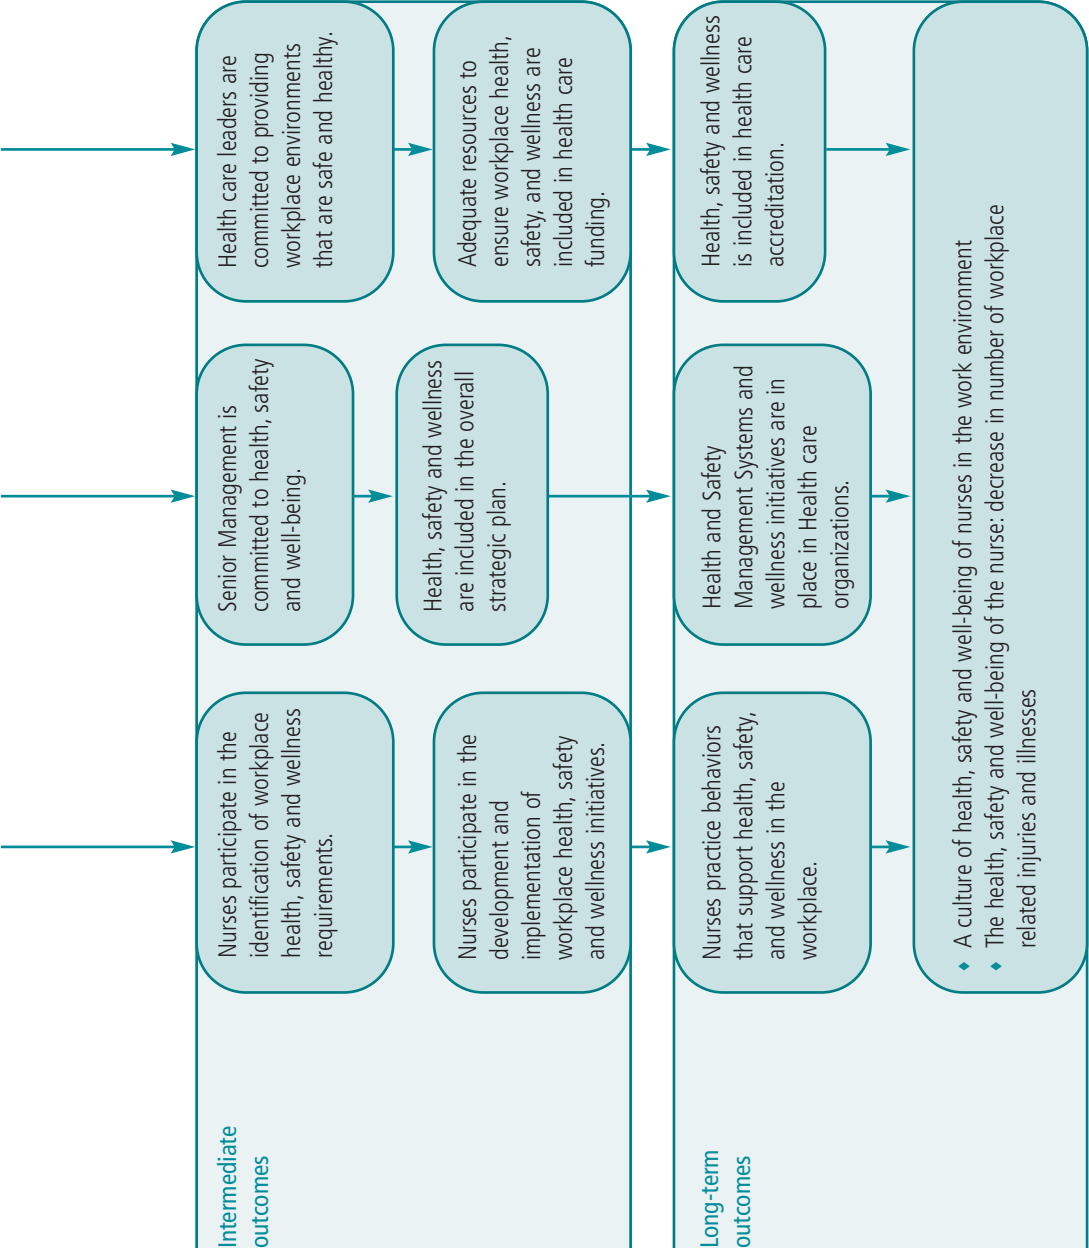 Intermediate
outcomes
Nurses participate in the
identification of workplace
health, safety and wellness
requirements.
Senior Management is
committed to health, safety
and well-being.
Health care leaders are
committed to providing
workplace environments
that are safe and healthy.
Nurses participate in the
development and
implementation of
workplace health, safety
and wellness initiatives.
Health, safety and wellness
are included in the overall
strategic plan.
Adequate resources to
ensure workplace health,
safety, and wellness are
included in health care
funding.
Long-term
outcomes
Nurses practice behaviors
that support health, safety,
and wellness in the
workplace.
Health and Safety
Management Systems and
wellness initiatives are in
place in Health care
organizations.
Health, safety and wellness
is included in health care
accreditation.
♦ A culture of health, safety and well-being of nurses in the work environment
♦ The health, safety and well-being of the nurse: decrease in number of workplace
related injuries and illnesses